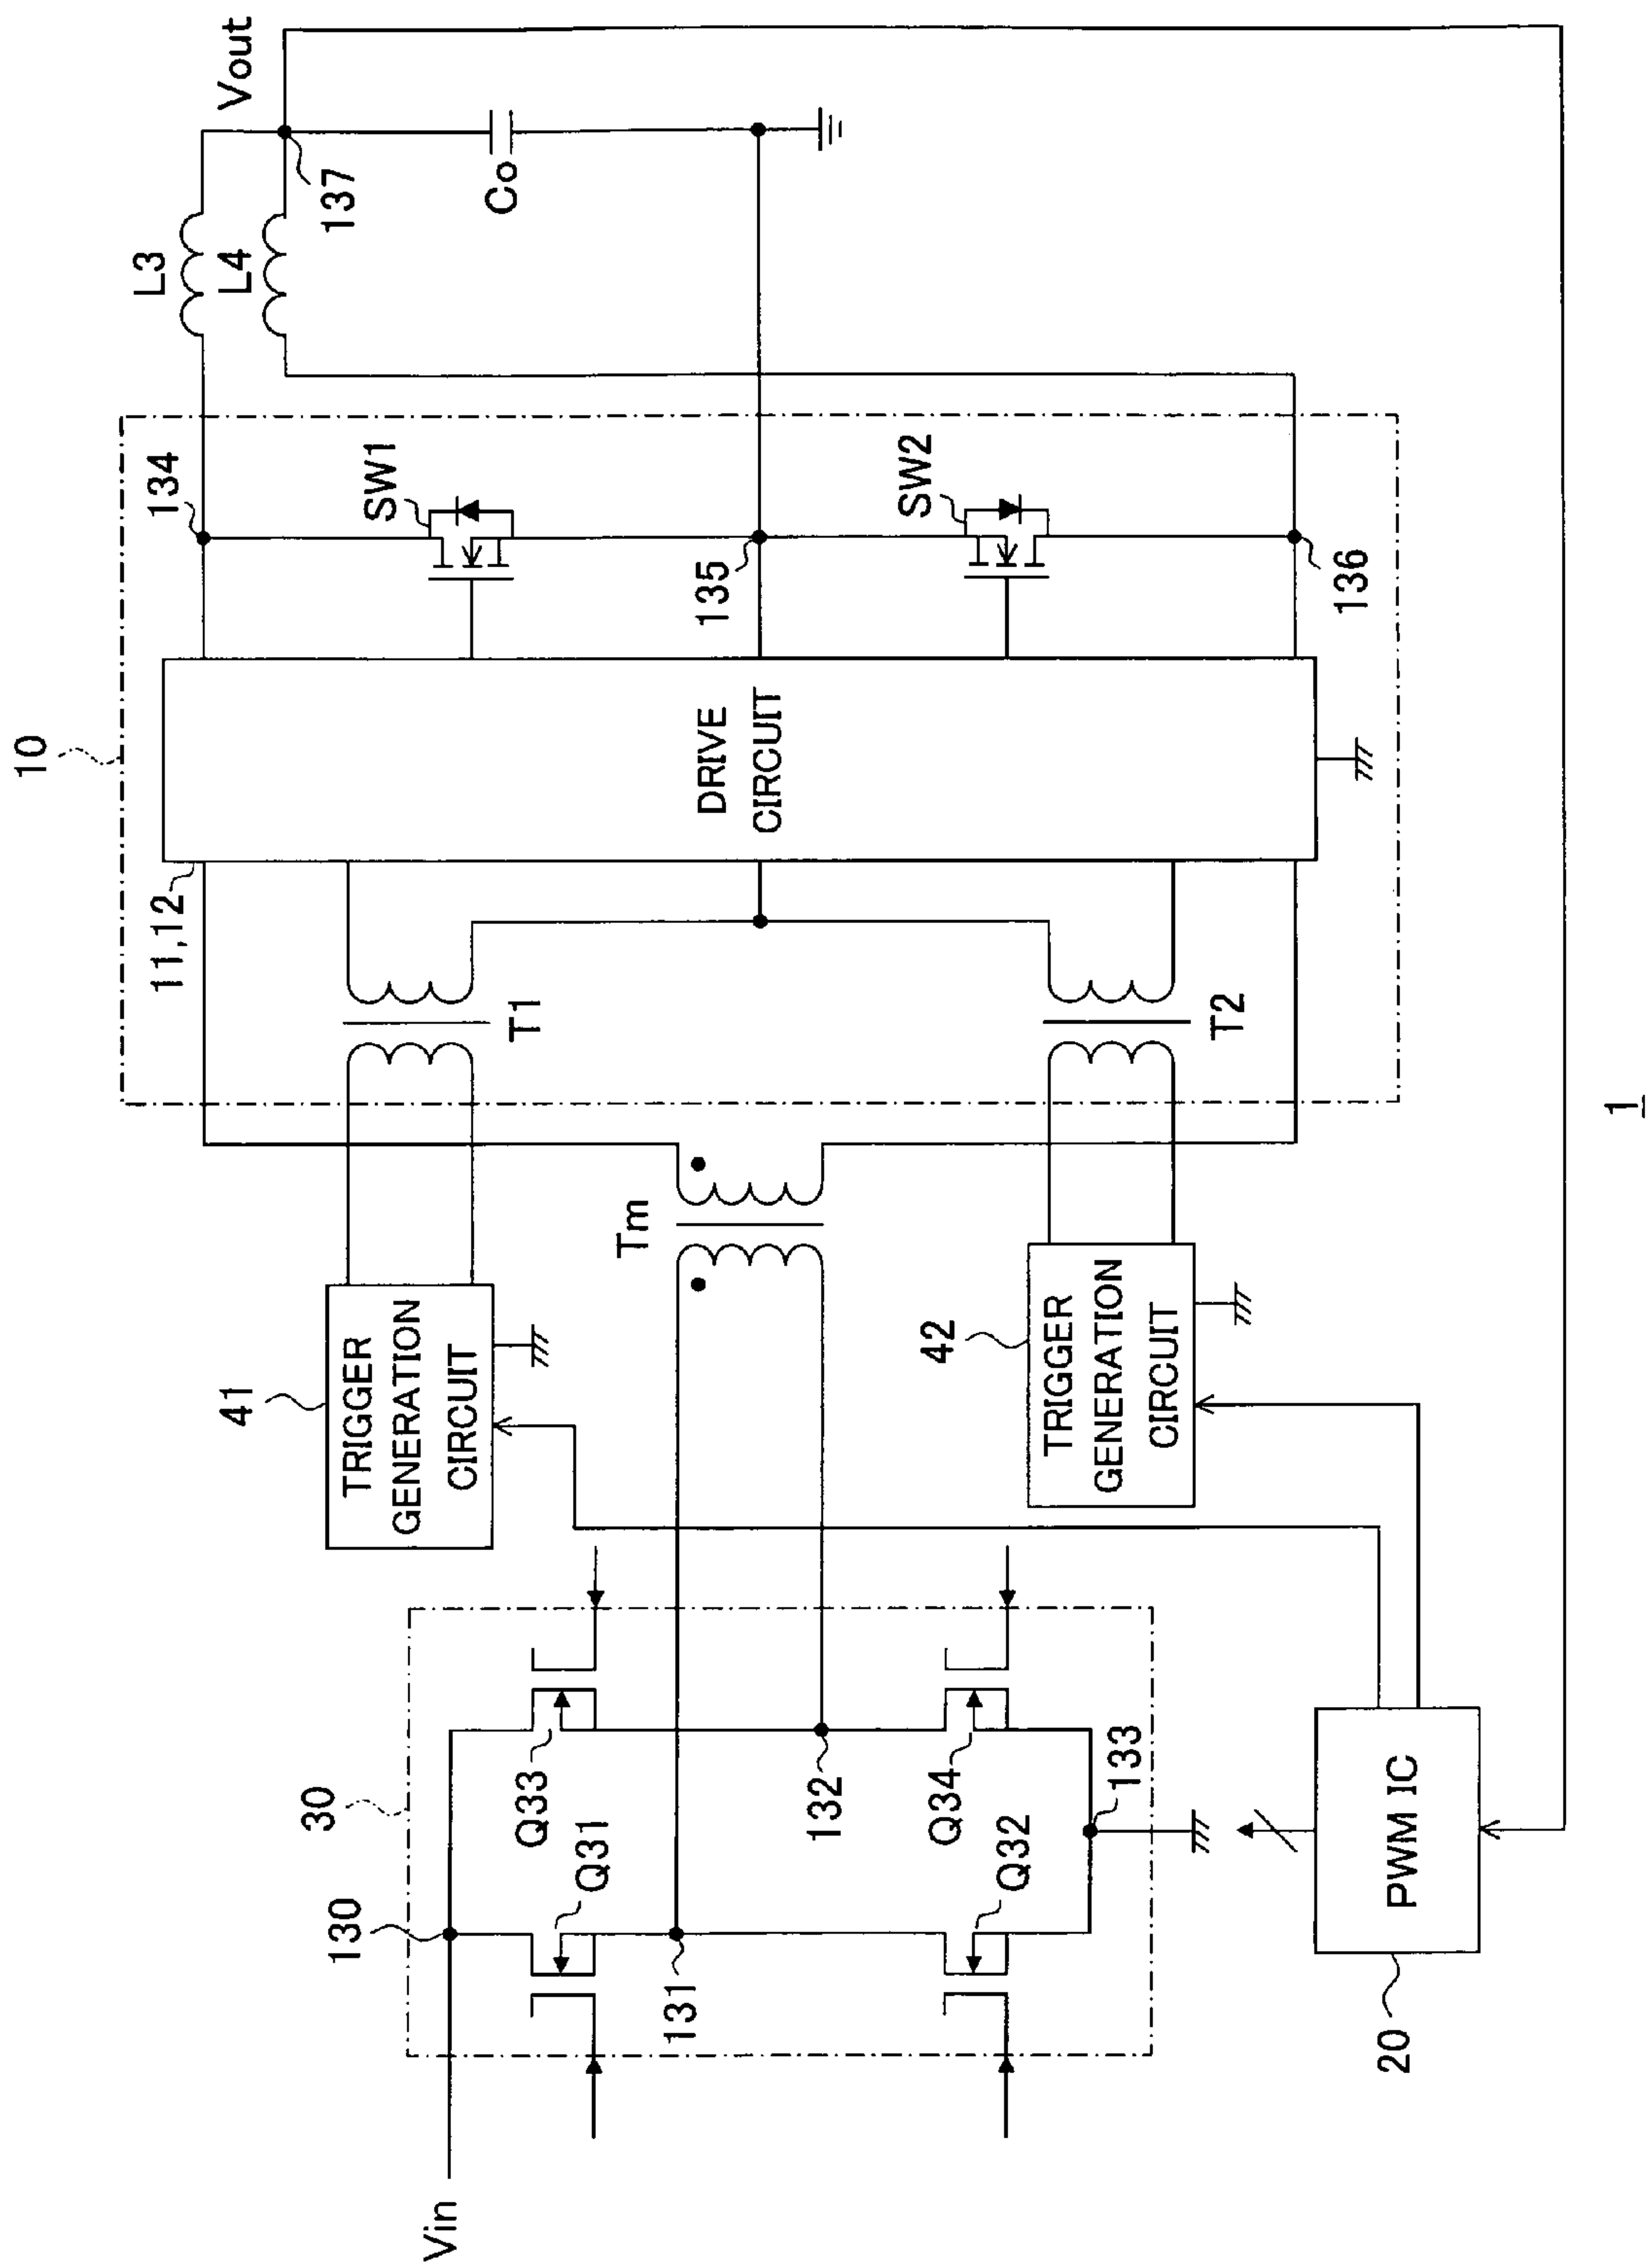 10
134
L3
Vout
L4
137
11,12
SW1
41
TRIGGER
GENERATION
CIRCUIT
T1
DRIVE
CIRCUIT
135
Co
Vin
130
30
Q33
Q31
131
132
Tm
Q34
Q32
133
42
TRIGGER
GENERATION
CIRCUIT
T2
SW2
136
20
PWM IC
1